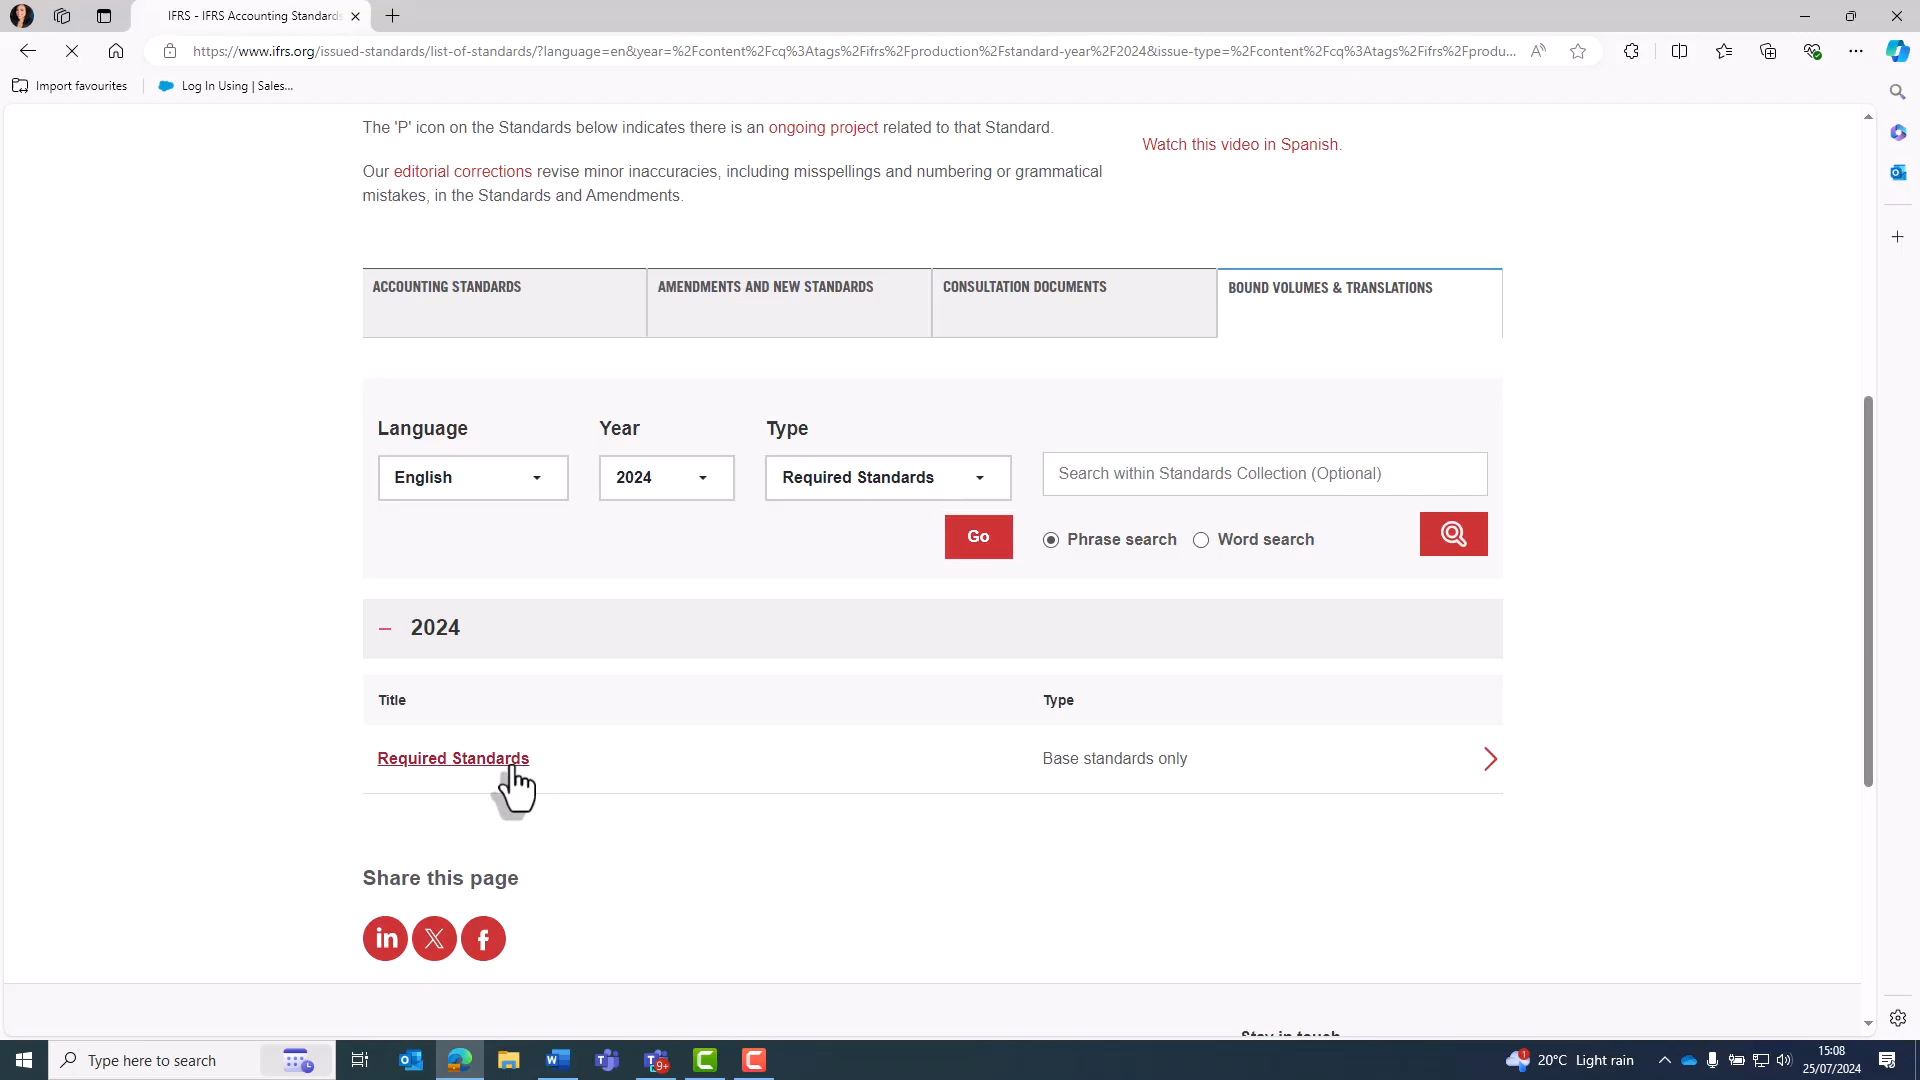 IFRS - IFRS Accounting Standards
https://www.ifrs.org/issued-standards/list-of-standards/?language=en&year=%2Fcontent%2Fcq%3Atags%2Fifrs%2Fproduction%2Fstandard-year%2F2024&issue-type=%2Fcontent%2Fcq%3Atags%2Fifrs%2Fprodu...
Import favourites
Log In Using | Sales...
The 'P' icon on the Standards below indicates there is an ongoing project related to that Standard.
Watch this video in Spanish.
Our editorial corrections revise minor inaccuracies, including misspellings and numbering or grammatical
mistakes, in the Standards and Amendments.
ACCOUNTING STANDARDS
AMENDMENTS AND NEW STANDARDS
CONSULTATION DOCUMENTS
BOUND VOLUMES & TRANSLATIONS
Language
Year
Type
English
2024
Required Standards
Search within Standards Collection (Optional)
Go
Phrase search
Word search
2024
Title
Type
Required Standards
Base standards only
Share this page
Type here to search
9+
1
20°C Light rain
15:08
25/07/2024